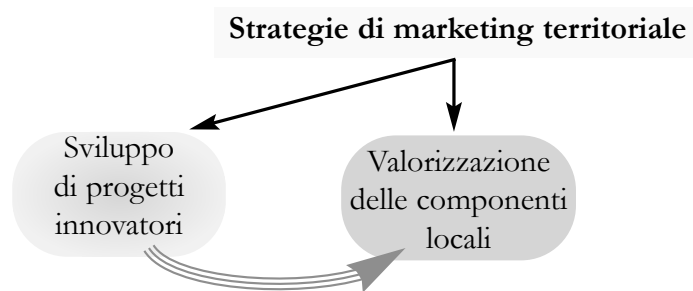 Strategie di marketing territoriale
Sviluppo
di progetti
innovatori
Valorizzazione
delle componenti
locali